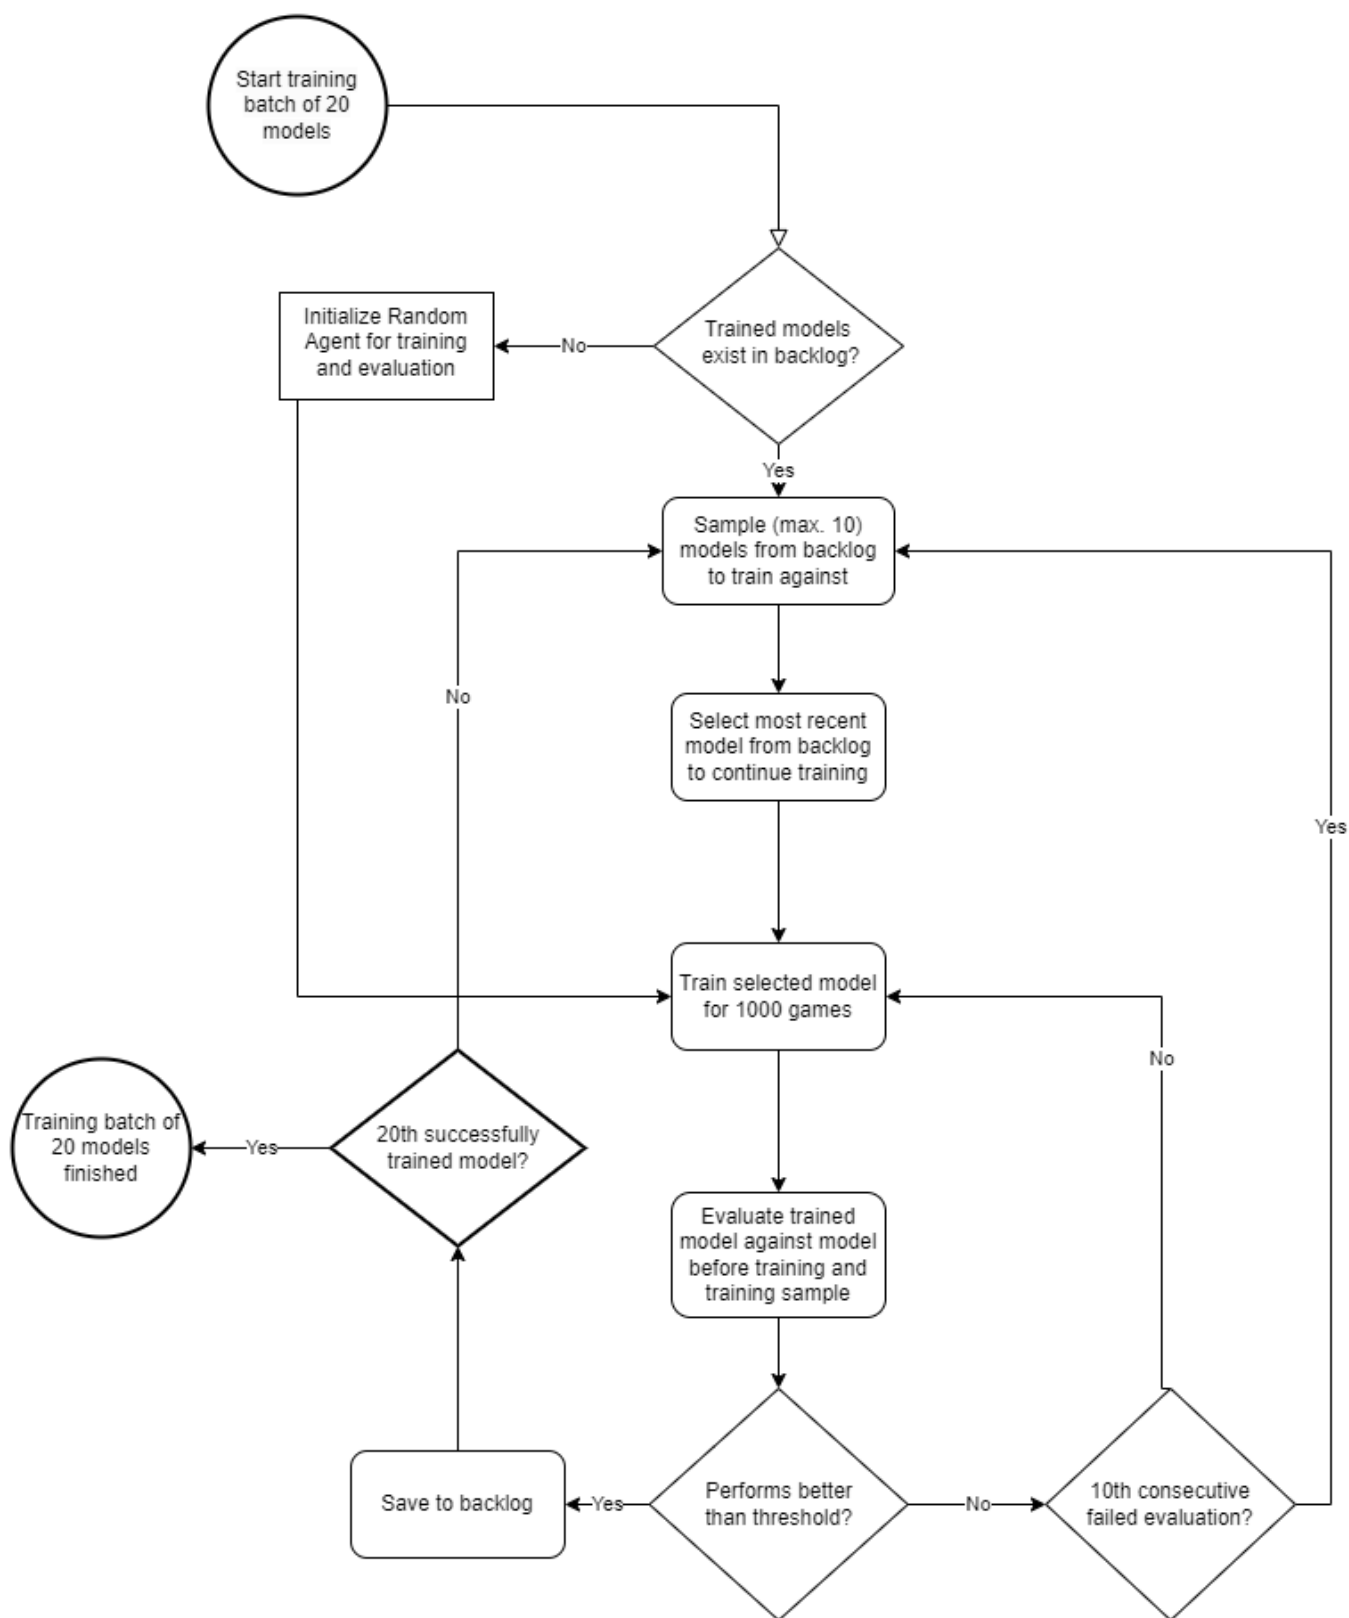 Start training
batch of 20
models
Trained models
exist in backlog?
No
Initialize Random
Agent for training
and evaluation
Yes
Sample (max. 10)
models from backlog
to train against
No
Select most recent
model from backlog
to continue training
Yes
Train selected model
for 1000 games
No
20th successfully
trained model?
Yes
Training batch of
20 models
finished
Evaluate trained
model against model
before training and
training sample
Performs better
than threshold?
Yes
Save to backlog
No
10th consecutive
failed evaluation?